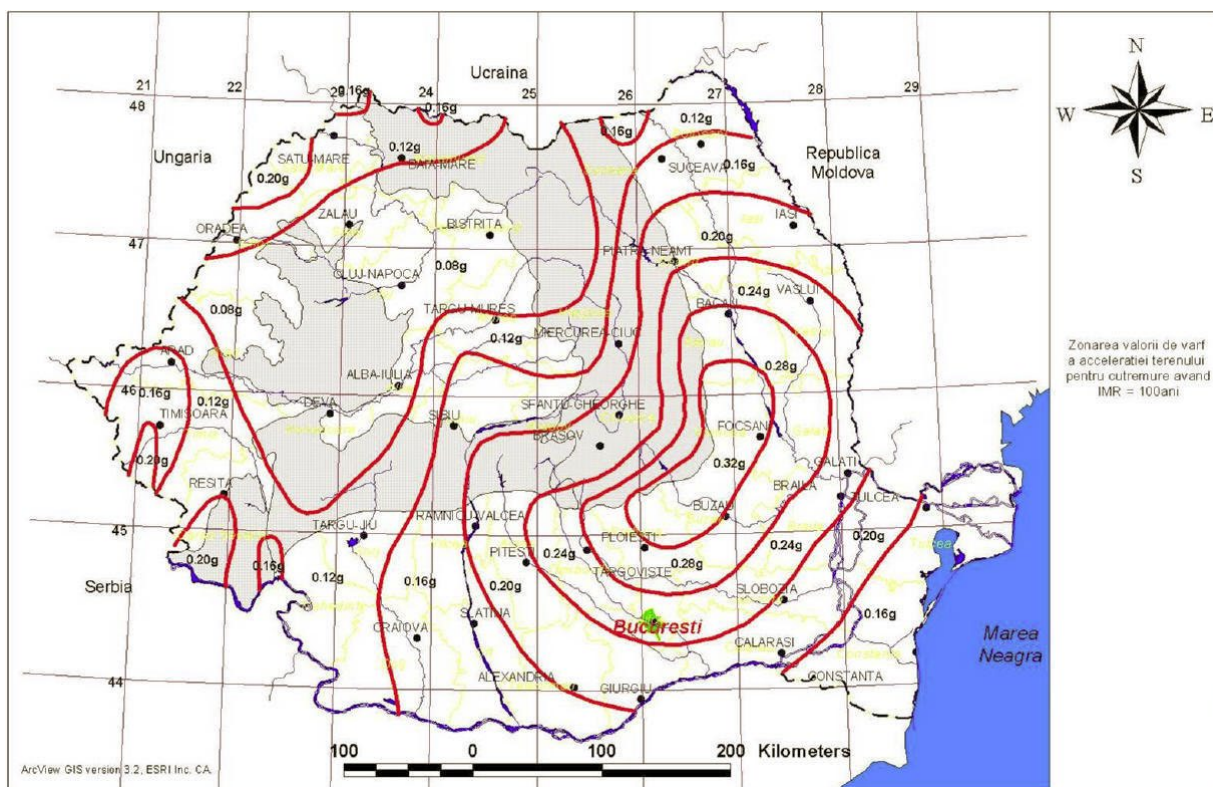 Ucraina
N
W E
S
21 22 23 24 25 26 27 28 29
48
47
46
45
44
Ungaria
Republica
Moldova
Serbia
Marea
Neagra
Bucuresti
0.16g
0.16g
0.16g
0.12g
0.12g
SATU-MARE
BAIA-MARE
SUCEAVA
0.16g
0.20g
ZALAU
ORADEA
BISTRITA
IASI
0.20g
PIATRA-NEAMT
CLUJ-NAPOCA
0.08g
0.24g
VASLUI
BACAU
0.08g
TARGU-MURES
0.12g
MIERCUREA-CIUC
ARAD
0.28g
ALBA-IULIA
0.16g
0.12g
TIMISOARA
DEVA
SIBIU
SFANTU-GHEORGHE
BRASOV
FOCSANI
0.20g
0.32g
GALATI
RESITA
BRAILA
TULCEA
BUZAU
RAMNICU-VALCEA
TARGU-JIU
PLOIESTI
PITESTI
0.24g
0.24g
0.20g
0.20g
0.16g
0.12g
0.28g
TARGOVISTE
0.16g
0.20g
SLOBOZIA
0.16g
CRAIOVA
SLATINA
CALARASI
ALEXANDRIA
GIURGIU
CONSTANTA
Zonarea valorii de varf
a acceleratiei terenului
pentru cutremure avand
IMR = 100ani
100 0 100 200 Kilometers
ArcView GIS version 3.2, ESRI Inc. CA.